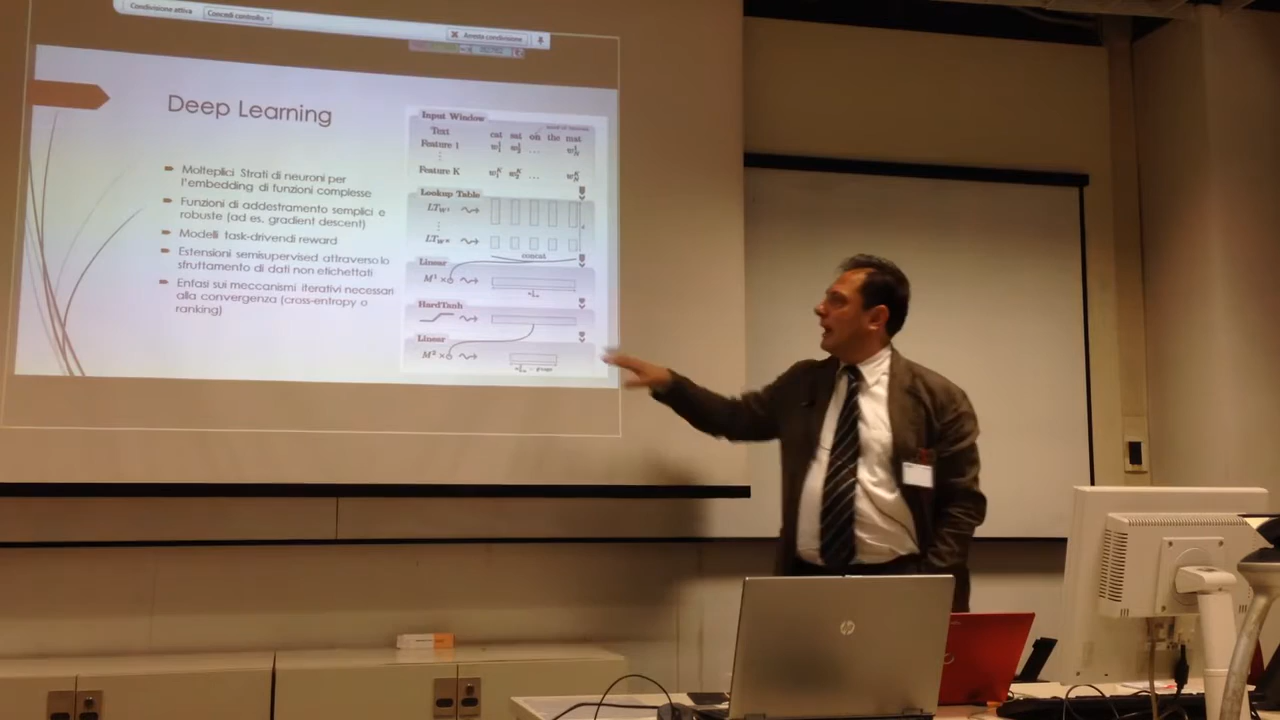 Condivisione attiva
Concedi controllo
Arresta condivisione
Deep Learning
Molteplici Strati di neuroni per
l'embedding di funzioni complesse
Funzioni di addestramento semplici e
robuste (ad es. gradient descent)
Modelli task-drivendi reward
Estensioni semisupervised attraverso lo
sfruttamento di dati non etichettati
Enfasi sui meccanismi iterativi necessari
alla convergenza (cross-entropy o
ranking)
Input Window
Text cat sat on the mat
Feature 1
Feature K
Lookup Table
concat
Linear
HardTanh
Linear
hp